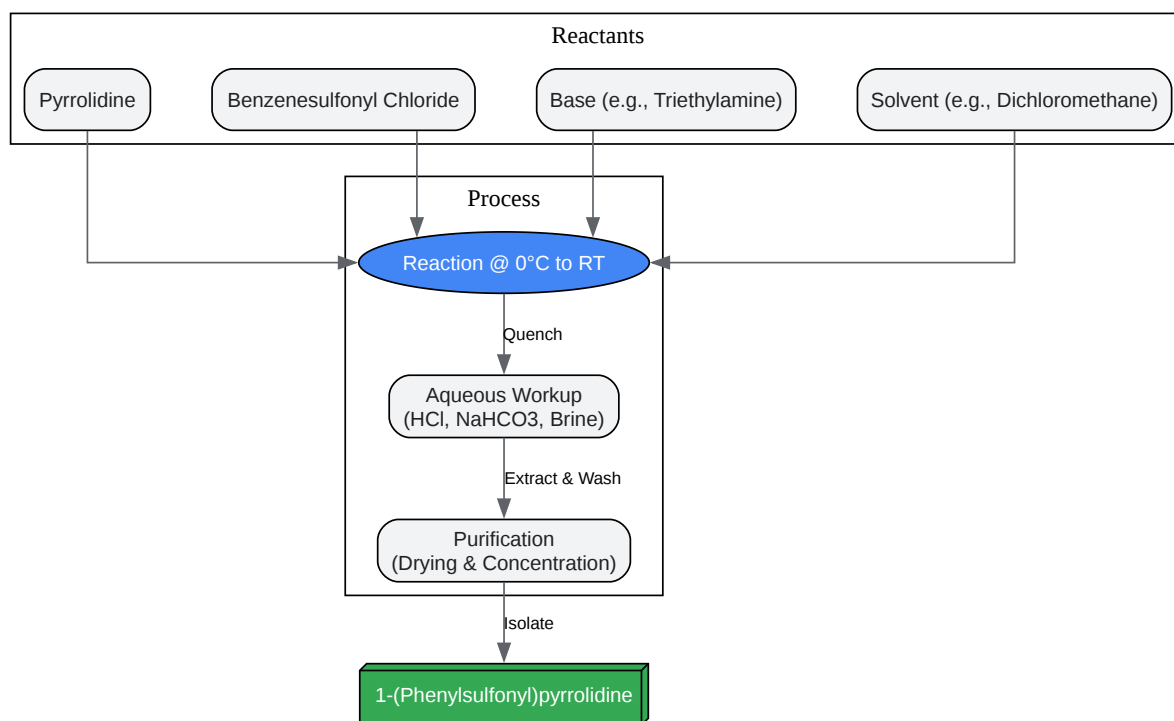 Reactants
Pyrrolidine
Benzenesulfonyl Chloride
Base (e.g., Triethylamine)
Solvent (e.g., Dichloromethane)
Process
Reaction @ 0°C to RT
Quench
Aqueous Workup
(HCl, NaHCO3, Brine)
Extract & Wash
Purification
(Drying & Concentration)
Isolate
1-(Phenylsulfonyl)pyrrolidine